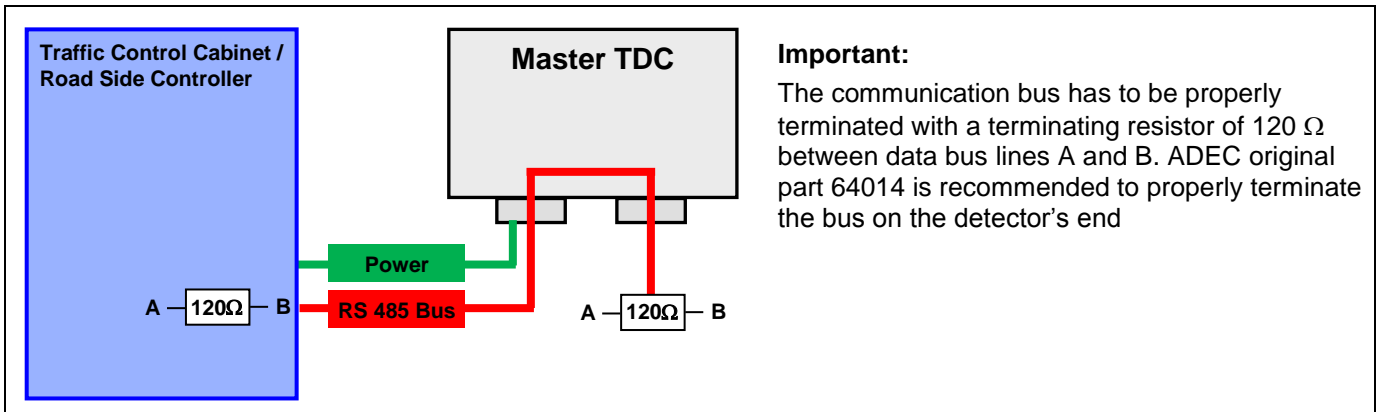 Traffic Control Cabinet /
Road Side Controller
Master TDC
Power
RS 485 Bus
A
120Ω
B
A
120Ω
B
Important:
The communication bus has to be properly
terminated with a terminating resistor of 120 Ω
between data bus lines A and B. ADEC original
part 64014 is recommended to properly terminate
the bus on the detector's end